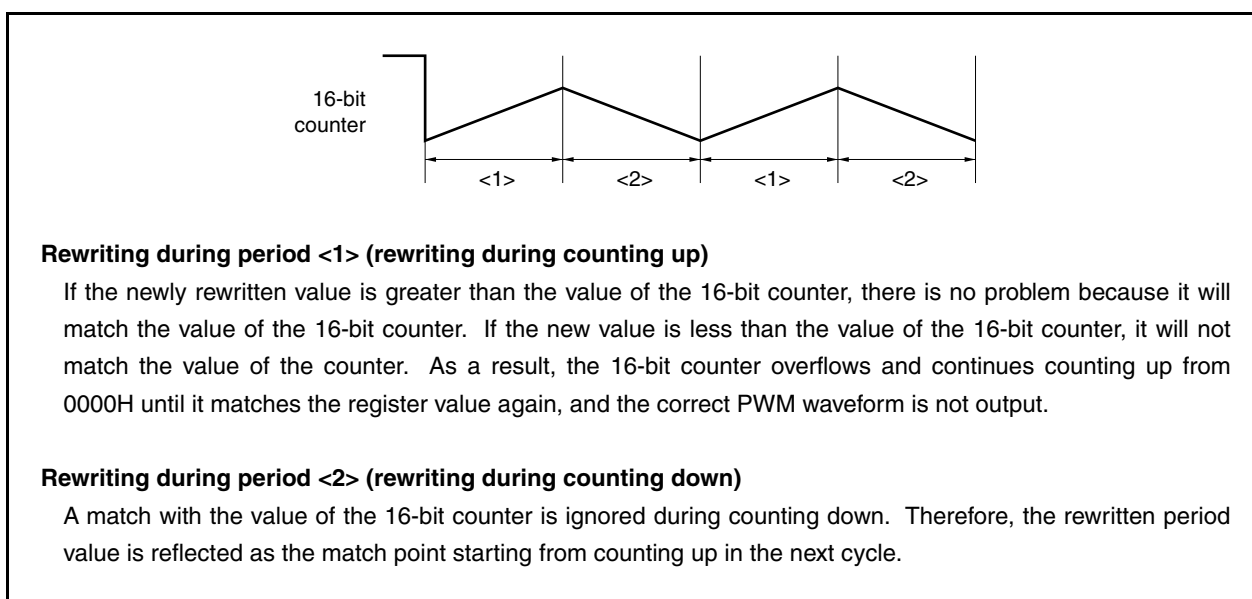 16-bit
counter
<1>
<2>
<1>
<2>
Rewriting during period <1> (rewriting during counting up)
If the newly rewritten value is greater than the value of the 16-bit counter, there is no problem because it will
match the value of the 16-bit counter. If the new value is less than the value of the 16-bit counter, it will not
match the value of the counter. As a result, the 16-bit counter overflows and continues counting up from
0000H until it matches the register value again, and the correct PWM waveform is not output.
Rewriting during period <2> (rewriting during counting down)
A match with the value of the 16-bit counter is ignored during counting down. Therefore, the rewritten period
value is reflected as the match point starting from counting up in the next cycle.